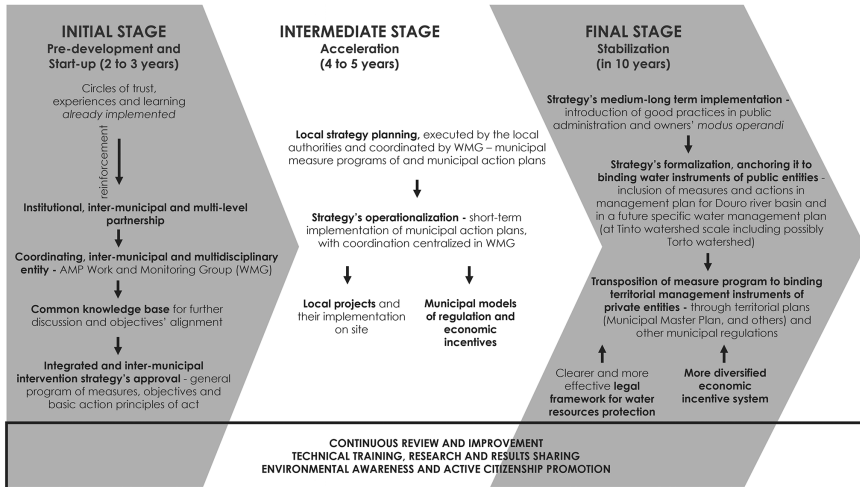 INITIAL STAGE
Pre-development and
Start-up (2 to 3 years)
Circles of trust,
experiences and learning
already implemented
reinforcement
Institutional, inter-municipal and multi-level
partnership
Coordinating, inter-municipal and multidisciplinary
entity - AMP Work and Monitoring Group (WMG)
Common knowledge base for further
discussion and objectives' alignment
Integrated and inter-municipal
intervention strategy's approval - general
program of measures, objectives and
basic action principles of act
INTERMEDIATE STAGE
Acceleration
(4 to 5 years)
Local strategy planning, executed by the local
authorities and coordinated by WMG – municipal
measure programs of and municipal action plans
Strategy's operationalization - short-term
implementation of municipal action plans,
with coordination centralized in WMG
Local projects and
their implementation
on site
Municipal models
of regulation and
economic
incentives
FINAL STAGE
Stabilization
(in 10 years)
Strategy's medium-long term implementation -
introduction of good practices in public
administration and owners' modus operandi
Strategy's formalization, anchoring it to
binding water instruments of public entities -
inclusion of measures and actions in
management plan for Douro river basin and
in a future specific water management plan
(at Tinto watershed scale including possibly
Torto watershed)
Transposition of measure program to binding
territorial management instruments of
private entities - through territorial plans
(Municipal Master Plan, and others) and
other municipal regulations
Clearer and more
effective legal
framework for water
resources protection
More diversified
economic
incentive system
CONTINUOUS REVIEW AND IMPROVEMENT
TECHNICAL TRAINING, RESEARCH AND RESULTS SHARING
ENVIRONMENTAL AWARENESS AND ACTIVE CITIZENSHIP PROMOTION